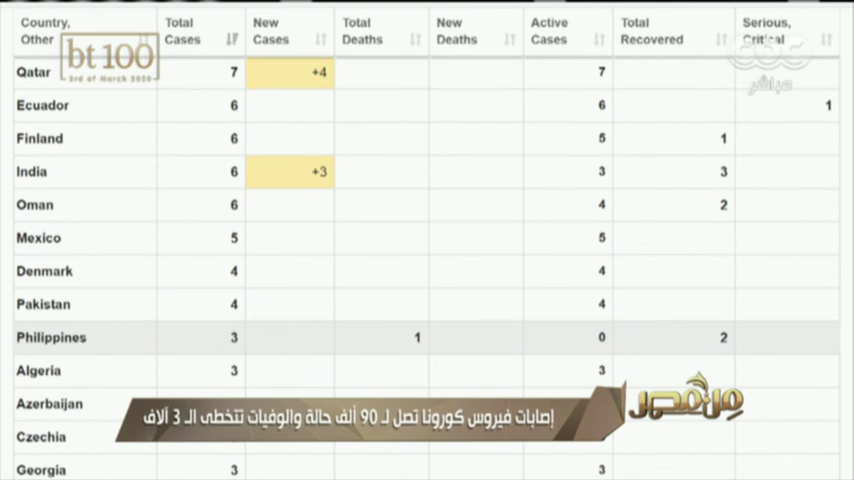 Country, Other Total Cases New Cases Total Deaths New Deaths Active Cases Total Recovered Serious, Critical
bt 100
3rd of March 2020
cbc
مباشر
Qatar 7 +4 7
Ecuador 6 6 1
Finland 6 5 1
India 6 +3 3 3
Oman 6 4 2
Mexico 5 5
Denmark 4 4
Pakistan 4 4
Philippines 3 1 0 2
Algeria 3 3
Azerbaijan
Czechia
Georgia 3 3
من مصر
إصابات فيروس كورونا تصل لـ 90 ألف حالة والوفيات تتخطى الـ 3 آلاف